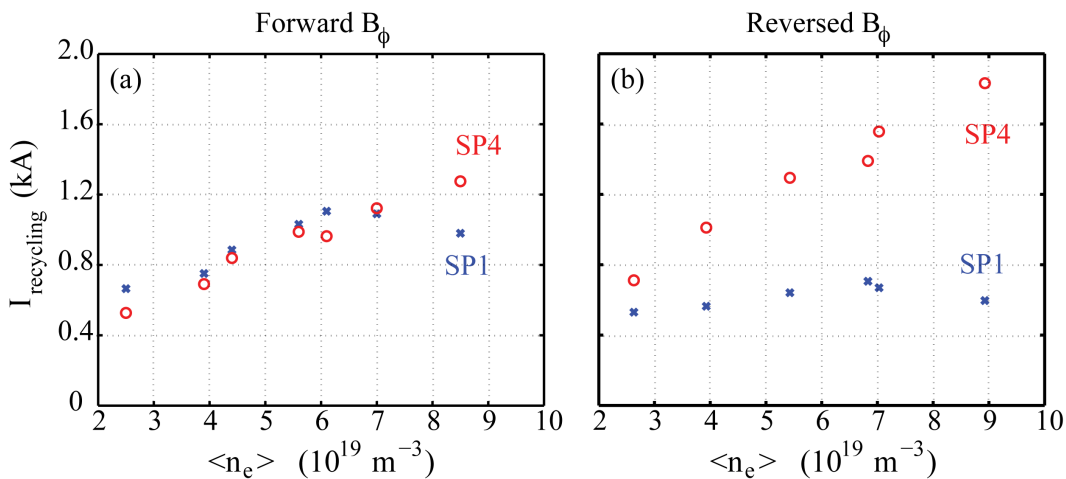 Forward B_ϕ
Reversed B_ϕ
I_recycling (kA)
2.0
1.6
1.2
0.8
0.4
0
(a)
SP4
SP1
(b)
SP4
SP1
2 3 4 5 6 7 8 9 10
2 3 4 5 6 7 8 9 10
<n_e> (10^19 m^−3)
<n_e> (10^19 m^−3)